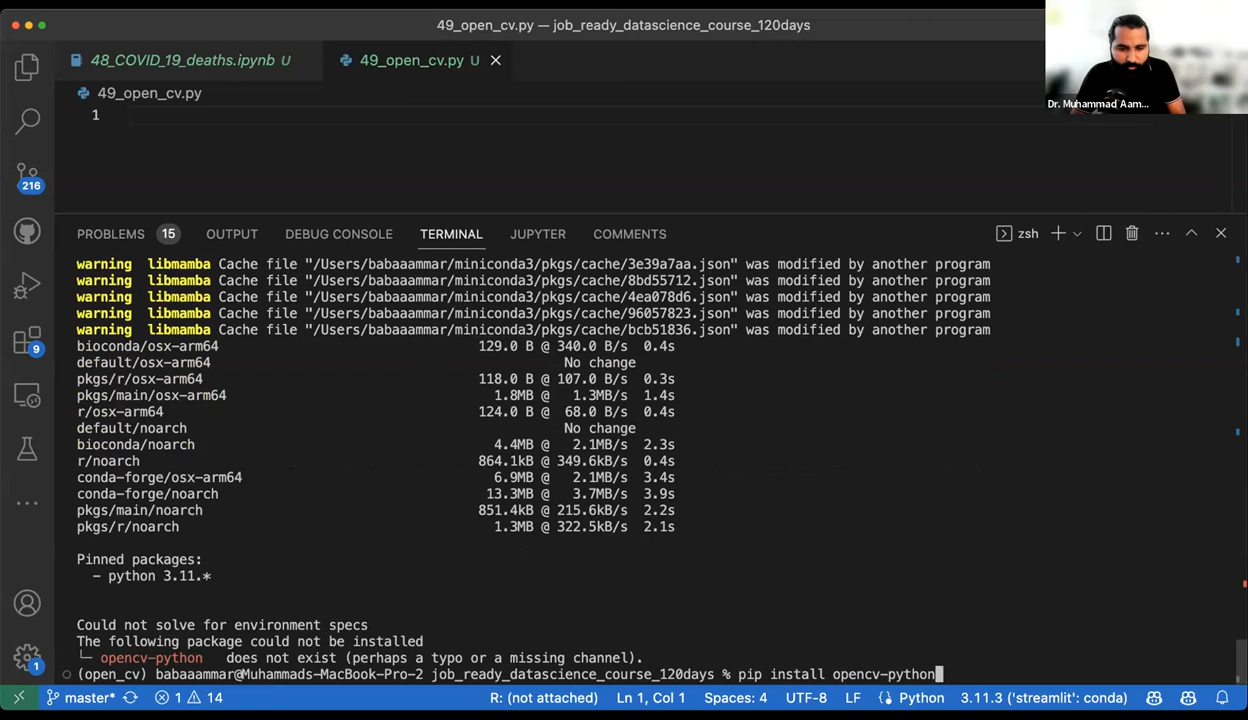 49_open_cv.py — job_ready_datascience_course_120days
48_COVID_19_deaths.ipynb U
49_open_cv.py U
49_open_cv.py
Dr. Muhammad Aam...
1
216
9
1
PROBLEMS 15 OUTPUT DEBUG CONSOLE TERMINAL JUPYTER COMMENTS zsh
warning libmamba Cache file "/Users/babaaammar/miniconda3/pkgs/cache/3e39a7aa.json" was modified by another program
warning libmamba Cache file "/Users/babaaammar/miniconda3/pkgs/cache/8bd55712.json" was modified by another program
warning libmamba Cache file "/Users/babaaammar/miniconda3/pkgs/cache/4ea078d6.json" was modified by another program
warning libmamba Cache file "/Users/babaaammar/miniconda3/pkgs/cache/96057823.json" was modified by another program
warning libmamba Cache file "/Users/babaaammar/miniconda3/pkgs/cache/bcb51836.json" was modified by another program
bioconda/osx-arm64 129.0 B @ 340.0 B/s 0.4s
default/osx-arm64 No change
pkgs/r/osx-arm64 118.0 B @ 107.0 B/s 0.3s
pkgs/main/osx-arm64 1.8MB @ 1.3MB/s 1.4s
r/osx-arm64 124.0 B @ 68.0 B/s 0.4s
default/noarch No change
bioconda/noarch 4.4MB @ 2.1MB/s 2.3s
r/noarch 864.1kB @ 349.6kB/s 0.4s
conda-forge/osx-arm64 6.9MB @ 2.1MB/s 3.4s
conda-forge/noarch 13.3MB @ 3.7MB/s 3.9s
pkgs/main/noarch 851.4kB @ 215.6kB/s 2.2s
pkgs/r/noarch 1.3MB @ 322.5kB/s 2.1s
Pinned packages:
- python 3.11.*
Could not solve for environment specs
The following package could not be installed
└─ opencv-python does not exist (perhaps a typo or a missing channel).
(open_cv) babaaammar@Muhammads-MacBook-Pro-2 job_ready_datascience_course_120days % pip install opencv-python
master* 1 14 R: (not attached) Ln 1, Col 1 Spaces: 4 UTF-8 LF Python 3.11.3 ('streamlit': conda)